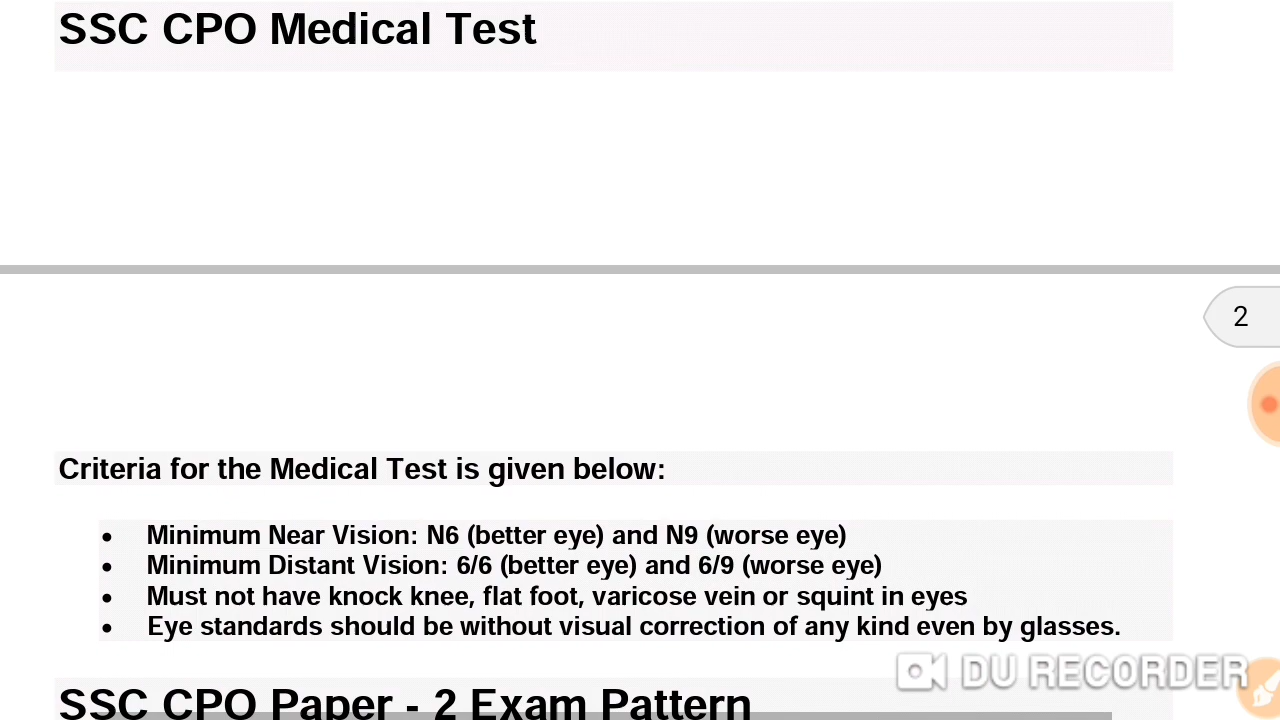 SSC CPO Medical Test
2
Criteria for the Medical Test is given below:
• Minimum Near Vision: N6 (better eye) and N9 (worse eye)
• Minimum Distant Vision: 6/6 (better eye) and 6/9 (worse eye)
• Must not have knock knee, flat foot, varicose vein or squint in eyes
• Eye standards should be without visual correction of any kind even by glasses.
DU RECORDER
SSC CPO Paper - 2 Exam Pattern